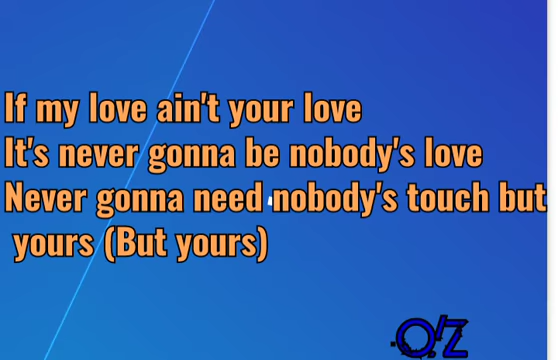 If my love ain't your love
It's never gonna be nobody's love
Never gonna need nobody's touch but
yours (But yours)
O'Z